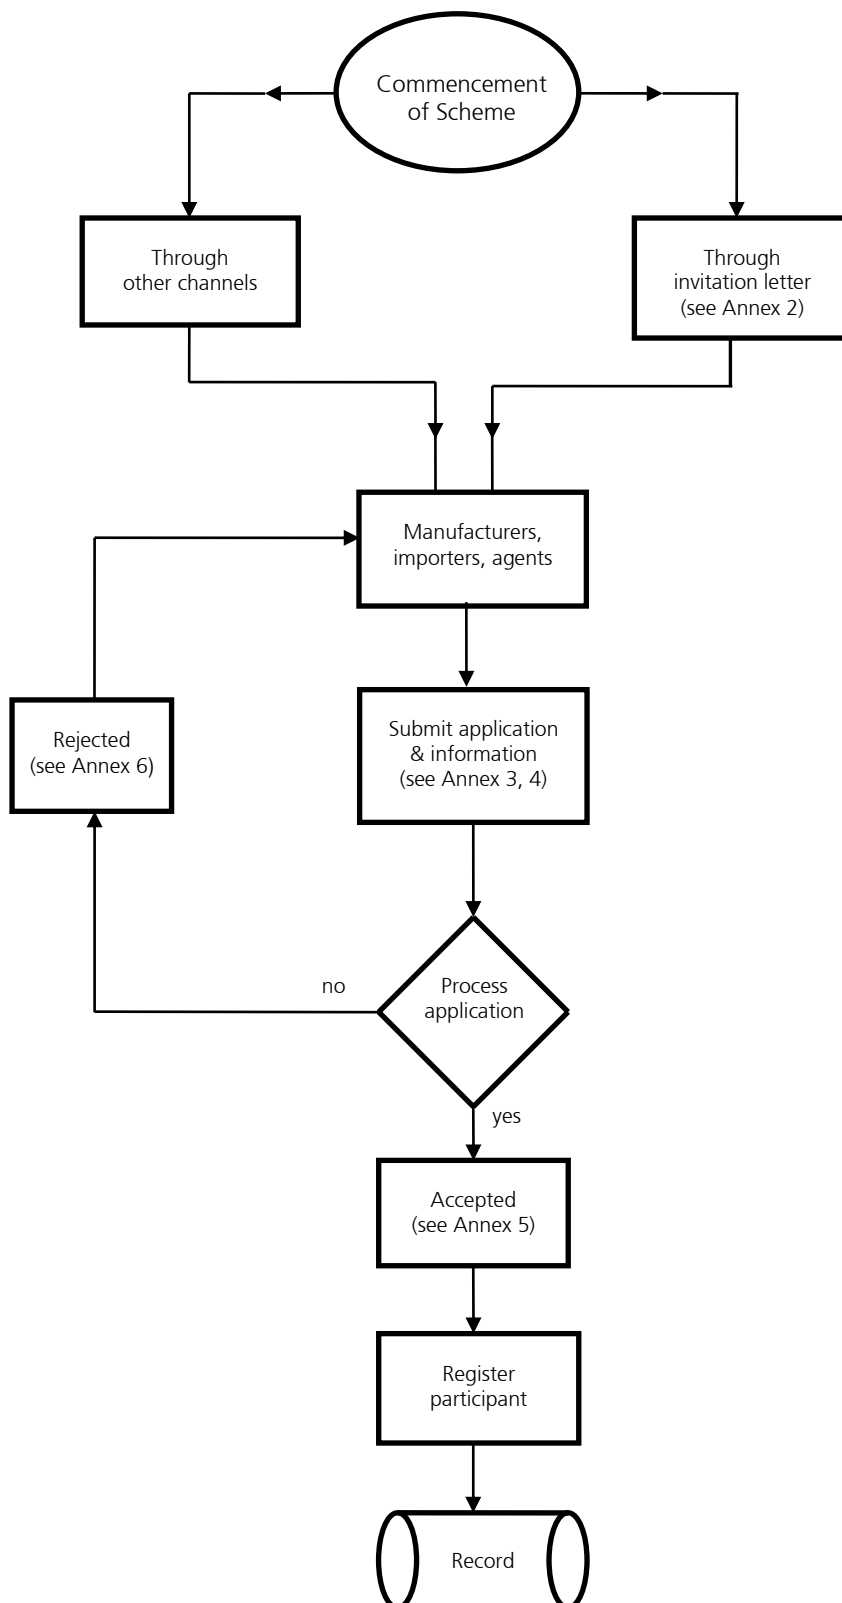 Commencement
of Scheme
Through
other channels
Through
invitation letter
(see Annex 2)
Manufacturers,
importers, agents
Rejected
(see Annex 6)
Submit application
& information
(see Annex 3, 4)
no
Process
application
yes
Accepted
(see Annex 5)
Register
participant
Record